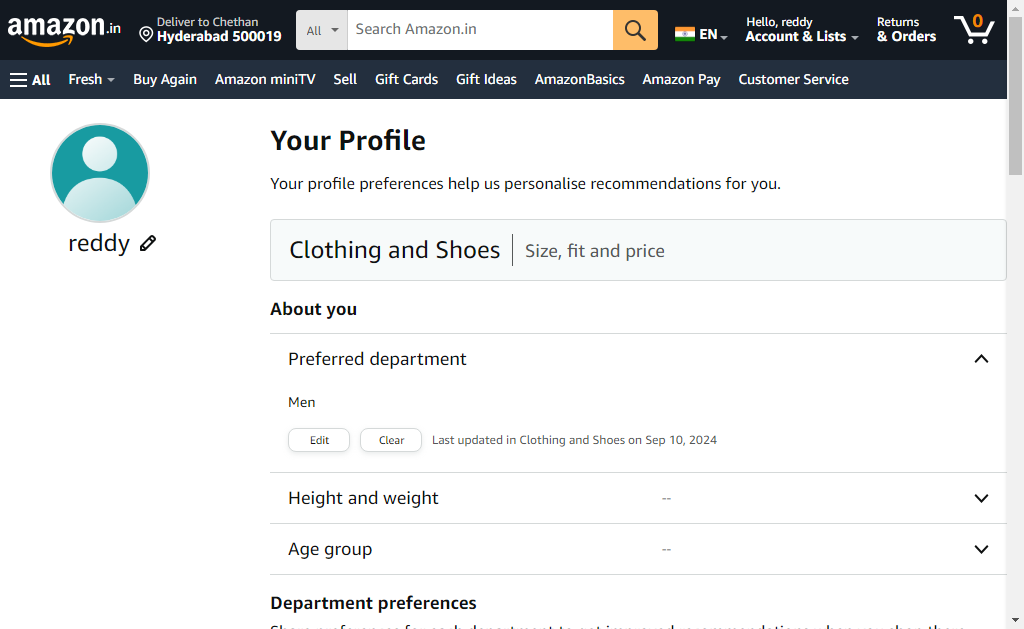 amazon.in
Deliver to Chethan
Hyderabad 500019
All
Search Amazon.in
EN
Hello, reddy
Account & Lists
Returns
& Orders
0
All
Fresh
Buy Again
Amazon miniTV
Sell
Gift Cards
Gift Ideas
AmazonBasics
Amazon Pay
Customer Service
reddy
Your Profile
Your profile preferences help us personalise recommendations for you.
Clothing and Shoes
Size, fit and price
About you
Preferred department
Men
Edit
Clear
Last updated in Clothing and Shoes on Sep 10, 2024
Height and weight
--
Age group
--
Department preferences